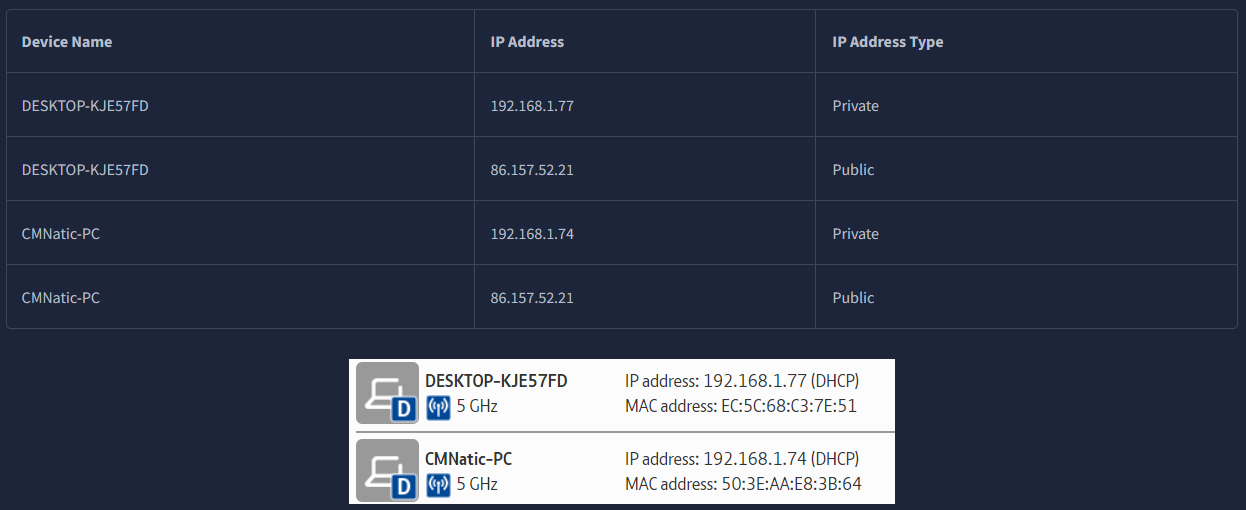 Device Name IP Address IP Address Type
DESKTOP-KJE57FD 192.168.1.77 Private
DESKTOP-KJE57FD 86.157.52.21 Public
CMNatic-PC 192.168.1.74 Private
CMNatic-PC 86.157.52.21 Public
DESKTOP-KJE57FD IP address: 192.168.1.77 (DHCP)
D 5 GHz MAC address: EC:5C:68:C3:7E:51
CMNatic-PC IP address: 192.168.1.74 (DHCP)
D 5 GHz MAC address: 50:3E:AA:E8:3B:64